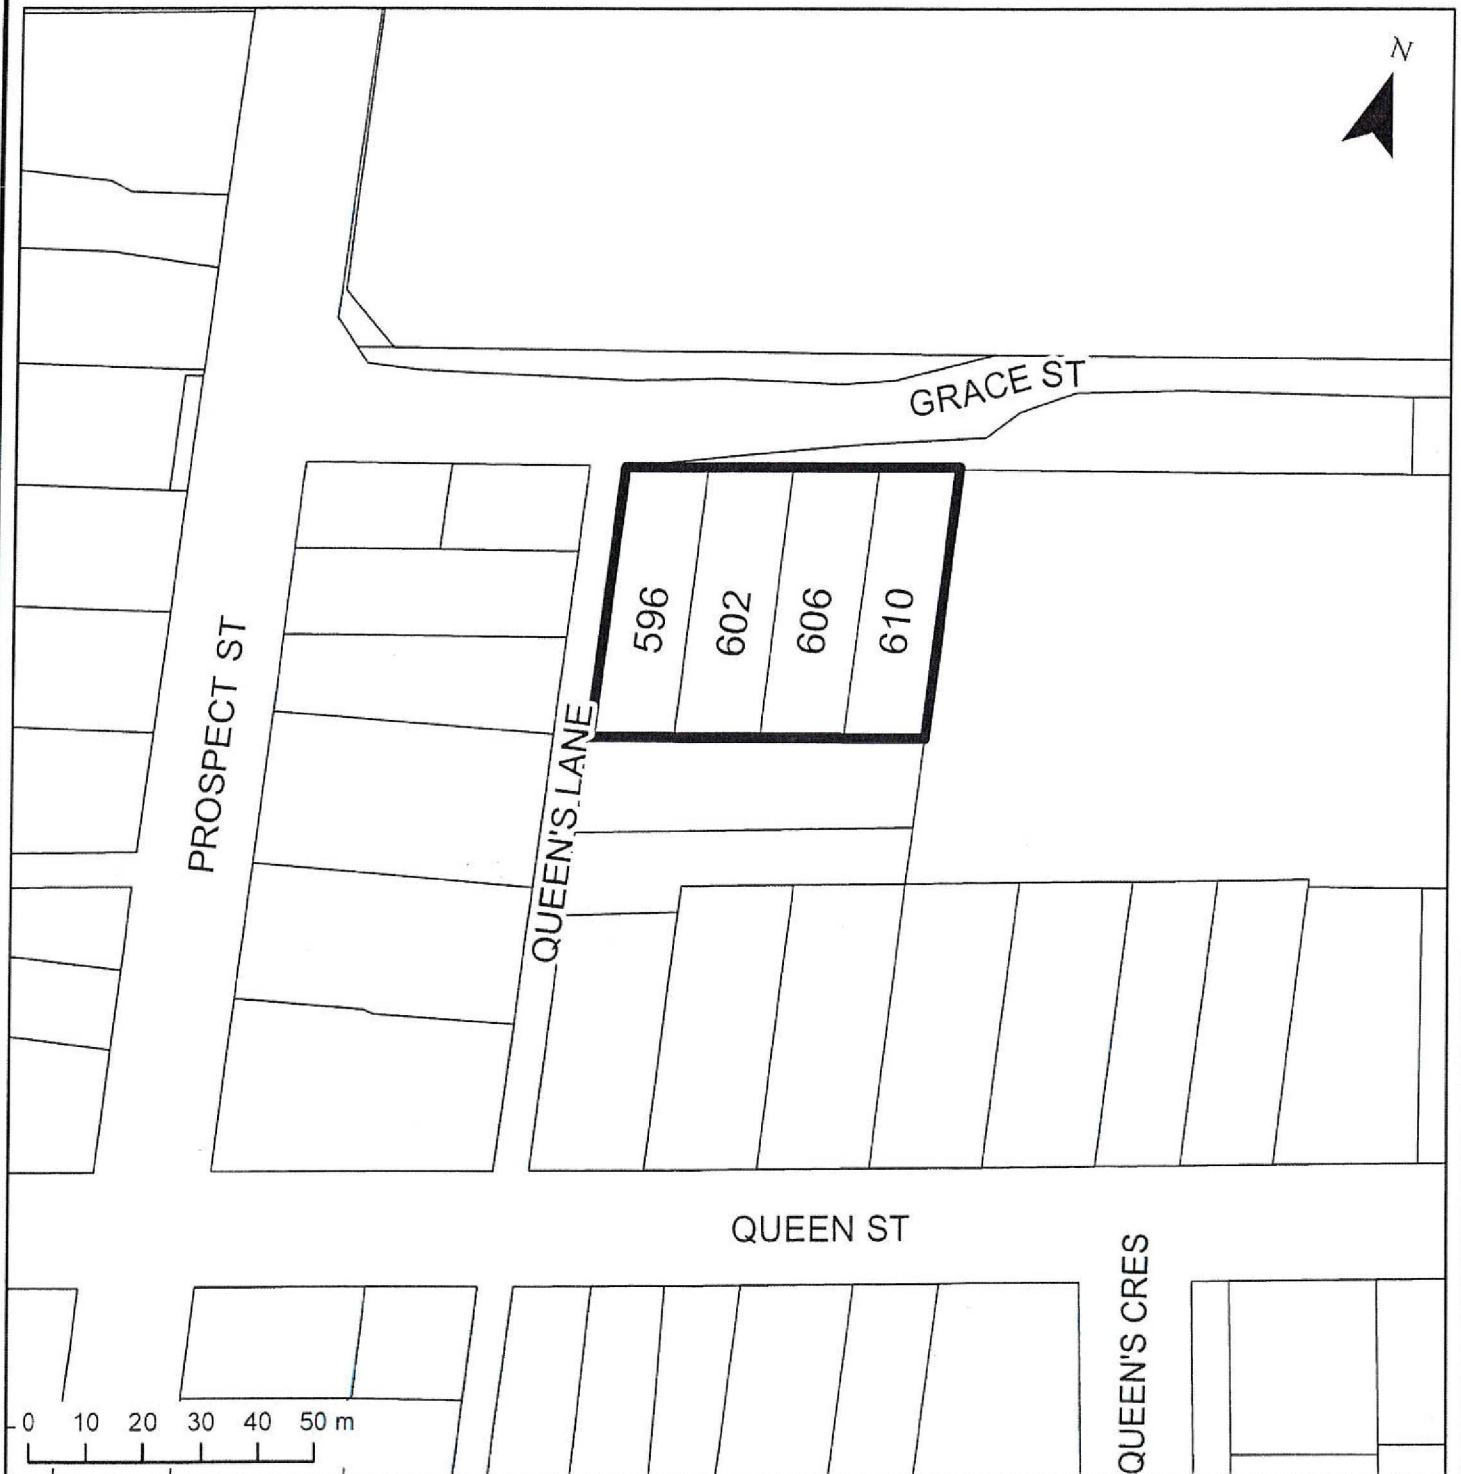 N
GRACE ST
596
602
606
610
PROSPECT ST
QUEEN'S LANE
QUEEN ST
QUEEN'S CRES
0 10 20 30 40 50 m